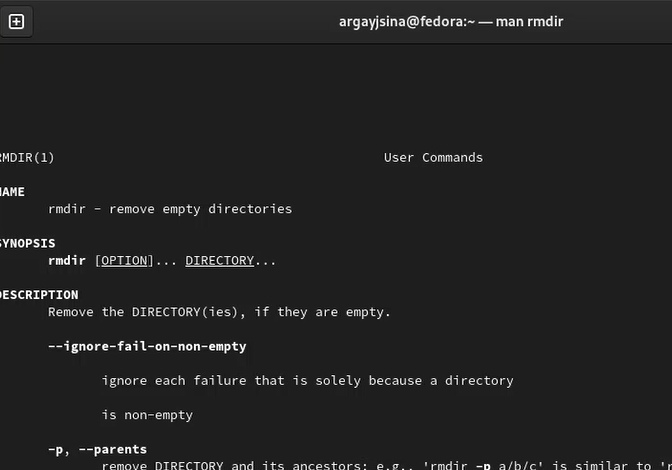 argayjsina@fedora:~ — man rmdir
RMDIR(1) User Commands
NAME
rmdir - remove empty directories
SYNOPSIS
rmdir [OPTION]... DIRECTORY...
DESCRIPTION
Remove the DIRECTORY(ies), if they are empty.
--ignore-fail-on-non-empty
ignore each failure that is solely because a directory
is non-empty
-p, --parents
remove DIRECTORY and its ancestors; e.g., 'rmdir -p a/b/c' is similar to